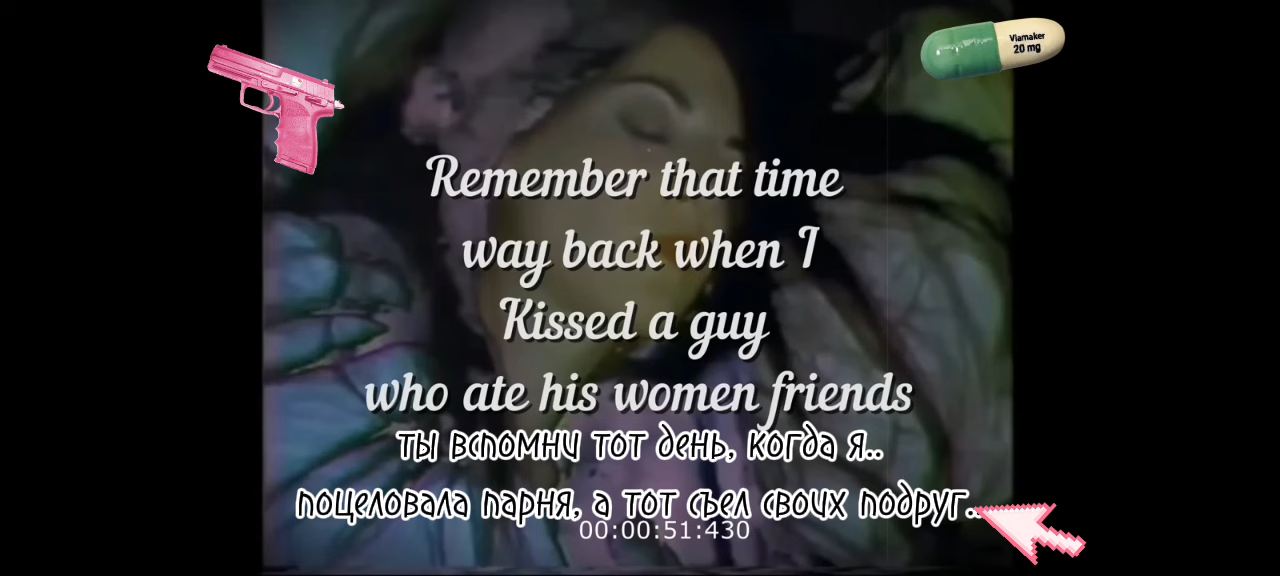 Viamaker
20 mg
Remember that time
way back when I
Kissed a guy
who ate his women friends
ты вспомни тот день, когда я..
поцеловала парня, а тот съел своих подруг..
00:00:51:430